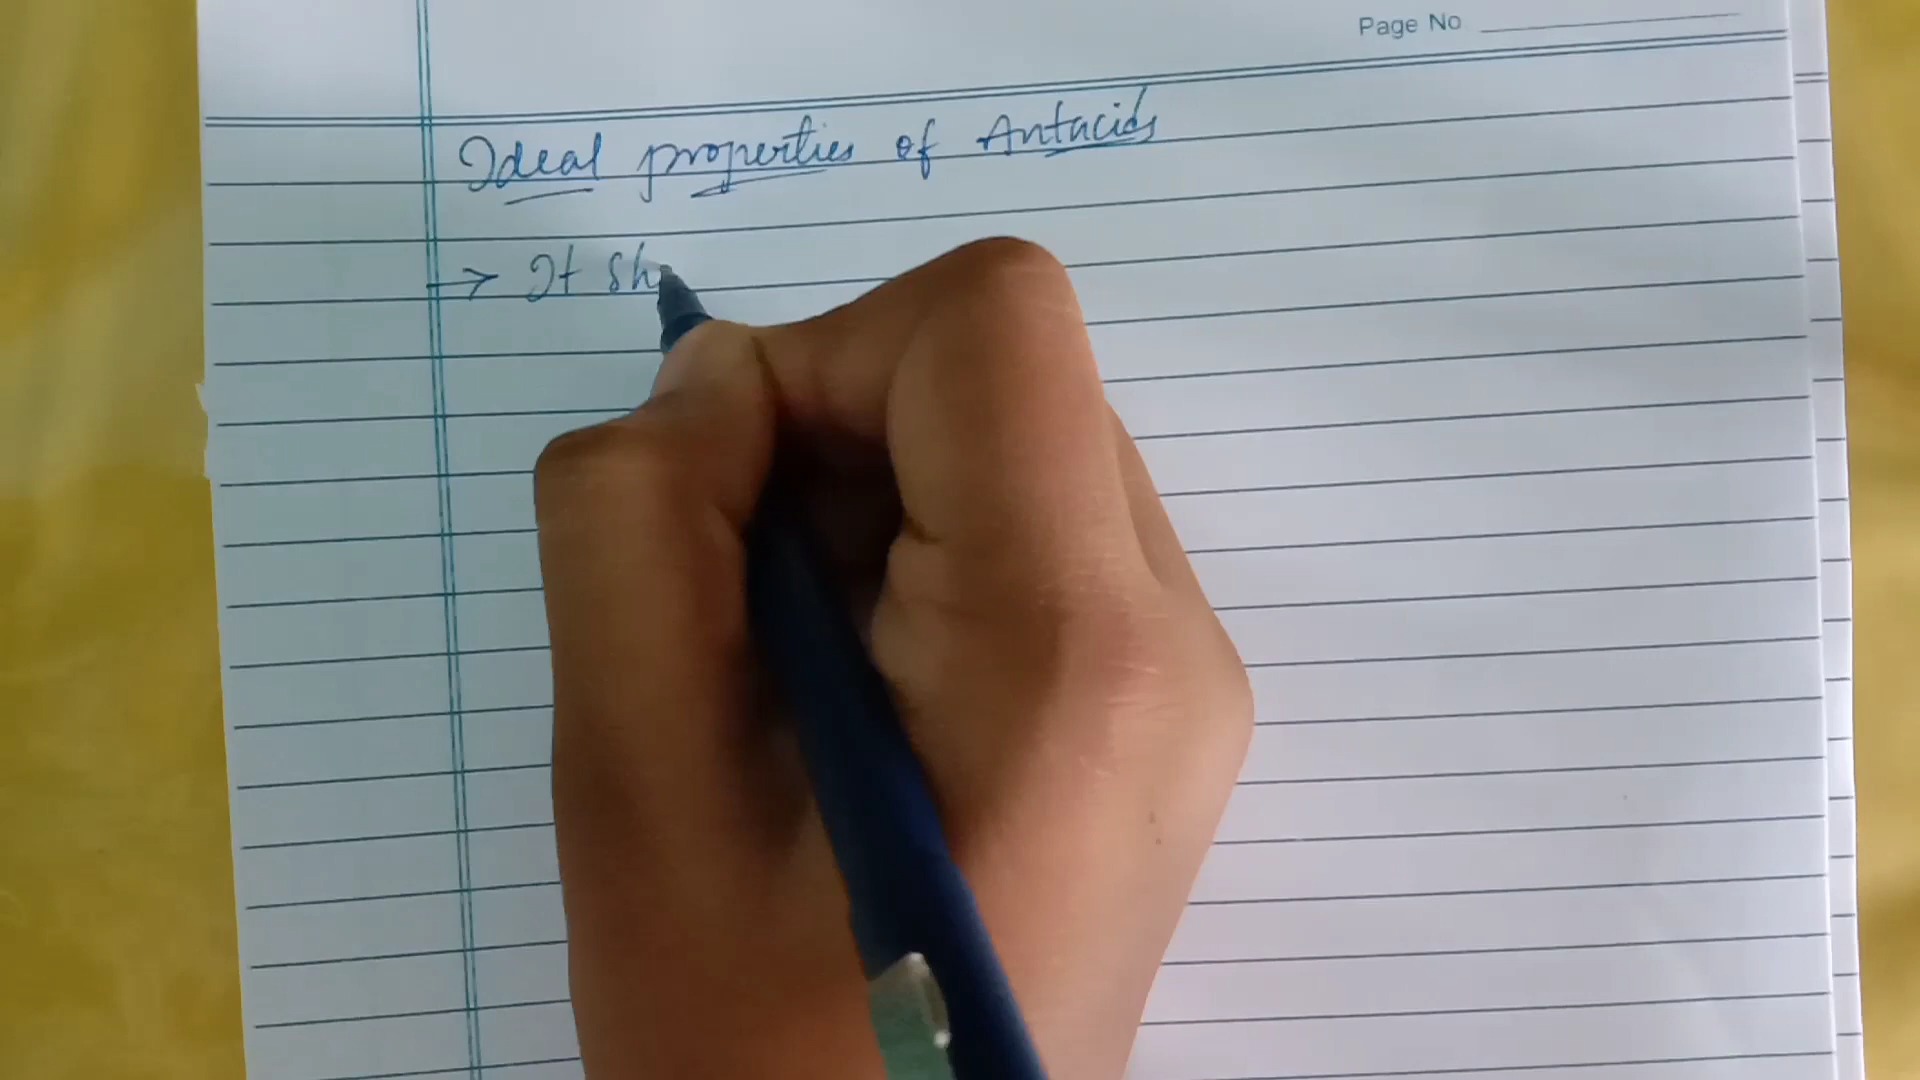 Page No
Ideal properties of Antacids
→ It sh